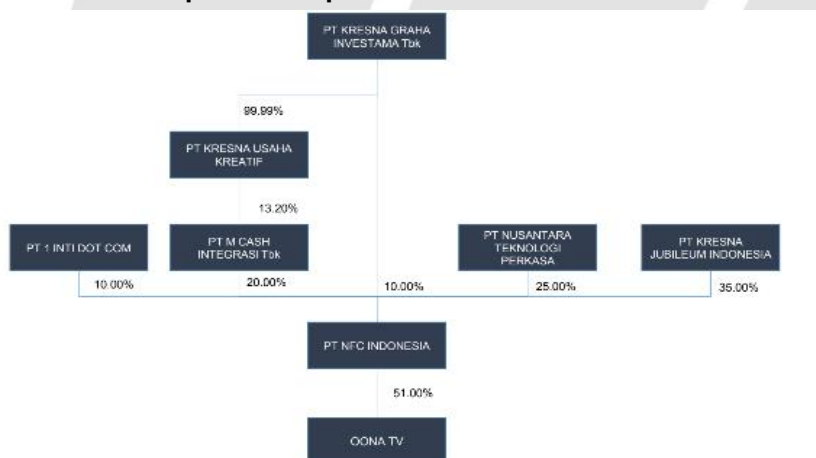 PT KRESNA GRAHA
INVESTAMA Tbk
99.99%
PT KRESNA USAHA
KREATIF
13.20%
PT 1 INTI DOT COM
PT M CASH
INTEGRASI Tbk
PT NUSANTARA
TEKNOLOGI
PERKASA
PT KRESNA
JUBILEUM INDONESIA
10.00%
20.00%
10.00%
25.00%
35.00%
PT NFC INDONESIA
51.00%
OONA TV